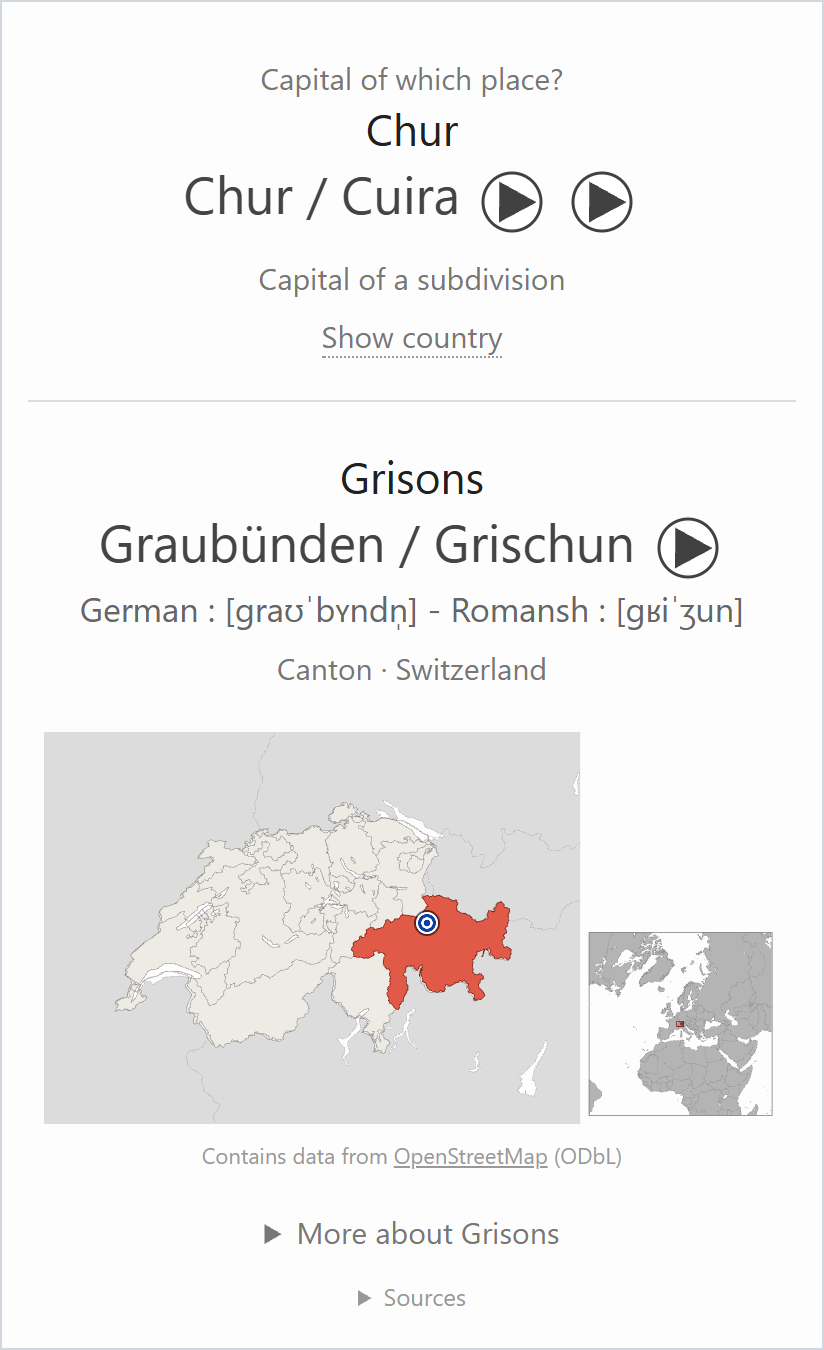 Capital of which place?
Chur
Chur / Cuira
Capital of a subdivision
Show country
Grisons
Graubünden / Grischun
German : [ɡraʊˈbʏndn̩] - Romansh : [ɡʁiˈʒun]
Canton · Switzerland
Contains data from OpenStreetMap (ODbL)
More about Grisons
Sources